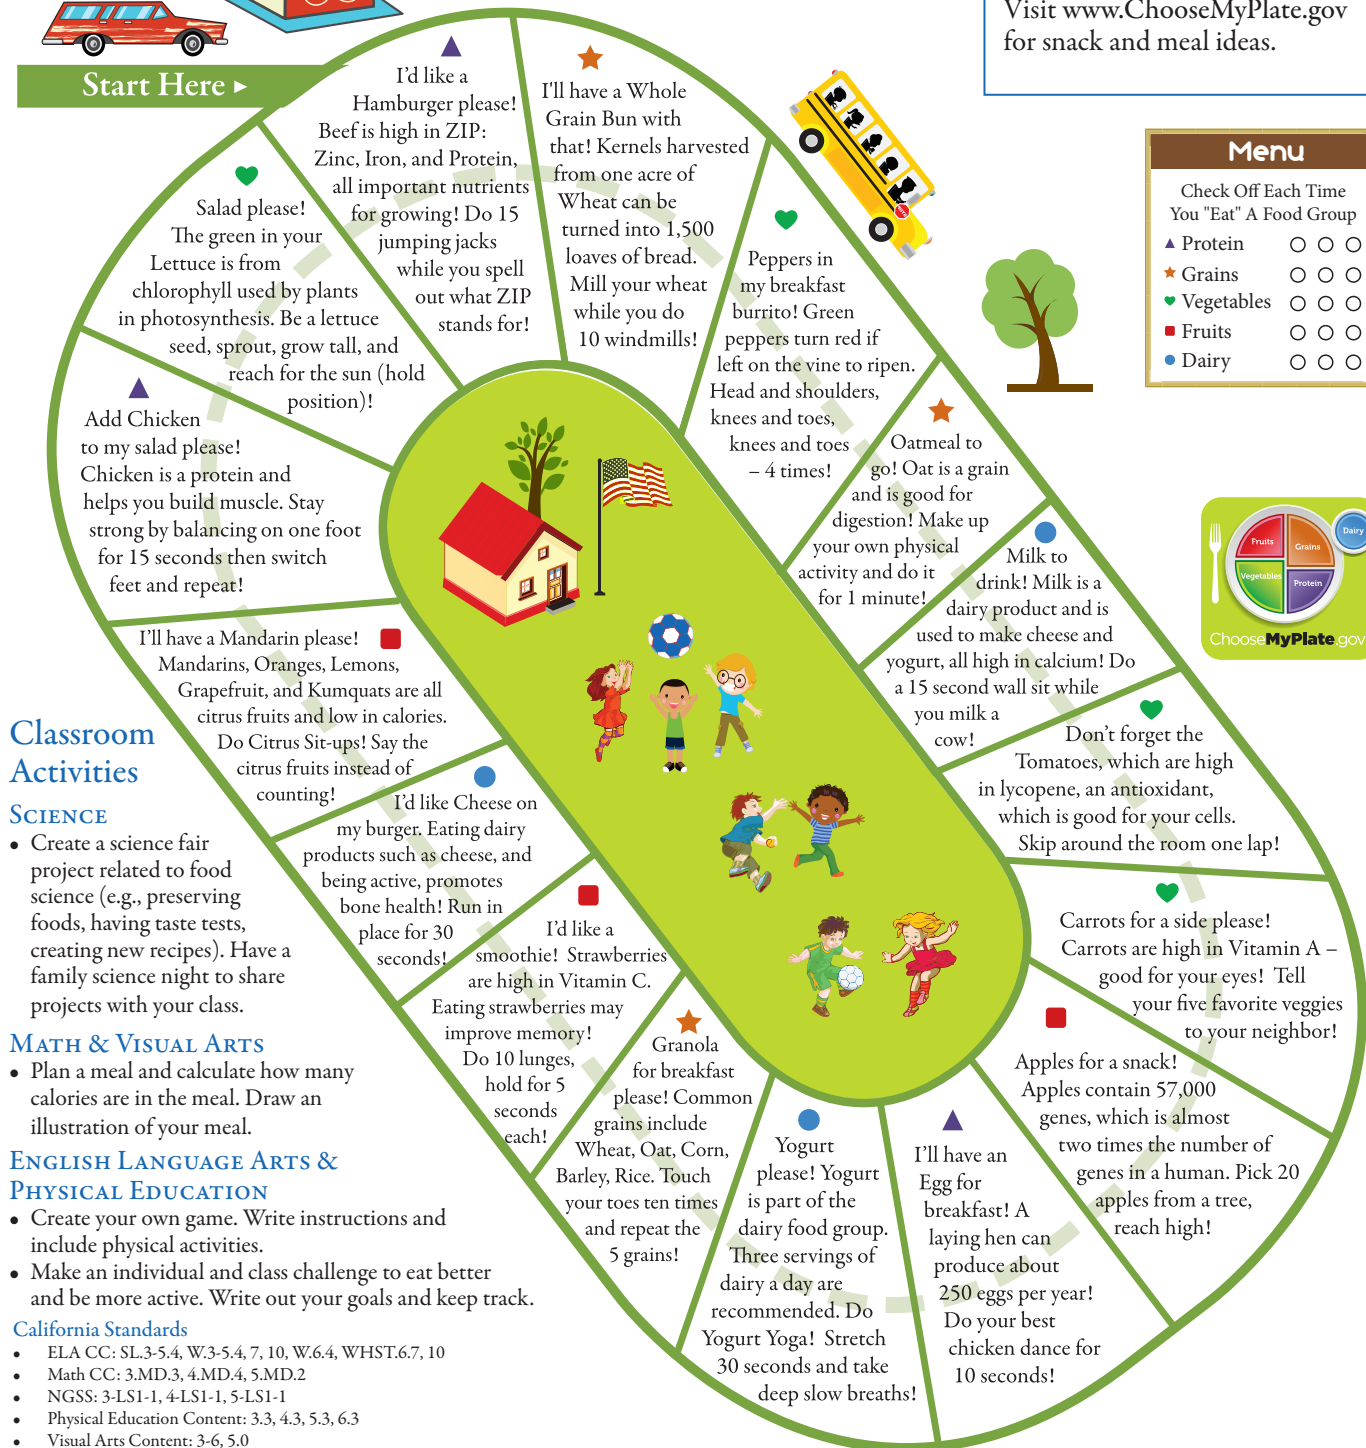 Visit www.ChooseMyPlate.gov
for snack and meal ideas.
Start Here ▸
I'd like a
Hamburger please!
Beef is high in ZIP:
Zinc, Iron, and Protein,
all important nutrients
for growing! Do 15
jumping jacks
while you spell
out what ZIP
stands for!
I'll have a Whole
Grain Bun with
that! Kernels harvested
from one acre of
Wheat can be
turned into 1,500
loaves of bread.
Mill your wheat
while you do
10 windmills!
Peppers in
my breakfast
burrito! Green
peppers turn red if
left on the vine to ripen.
Head and shoulders,
knees and toes,
knees and toes
– 4 times!
Oatmeal to
go! Oat is a grain
and is good for
digestion! Make up
your own physical
activity and do it
for 1 minute!
Milk to
drink! Milk is a
dairy product and is
used to make cheese and
yogurt, all high in calcium! Do
a 15 second wall sit while
you milk a
cow!
Don't forget the
Tomatoes, which are high
in lycopene, an antioxidant,
which is good for your cells.
Skip around the room one lap!
Carrots for a side please!
Carrots are high in Vitamin A –
good for your eyes! Tell
your five favorite veggies
to your neighbor!
Apples for a snack!
Apples contain 57,000
genes, which is almost
two times the number of
genes in a human. Pick 20
apples from a tree,
reach high!
I'll have an
Egg for
breakfast! A
laying hen can
produce about
250 eggs per year!
Do your best
chicken dance for
10 seconds!
Yogurt
please! Yogurt
is part of the
dairy food group.
Three servings of
dairy a day are
recommended. Do
Yogurt Yoga! Stretch
30 seconds and take
deep slow breaths!
Granola
for breakfast
please! Common
grains include
Wheat, Oat, Corn,
Barley, Rice. Touch
your toes ten times
and repeat the
5 grains!
I'd like a
smoothie! Strawberries
are high in Vitamin C.
Eating strawberries may
improve memory!
Do 10 lunges,
hold for 5
seconds
each!
I'd like Cheese on
my burger. Eating dairy
products such as cheese, and
being active, promotes
bone health! Run in
place for 30
seconds!
I'll have a Mandarin please!
Mandarins, Oranges, Lemons,
Grapefruit, and Kumquats are all
citrus fruits and low in calories.
Do Citrus Sit-ups! Say the
citrus fruits instead of
counting!
Add Chicken
to my salad please!
Chicken is a protein and
helps you build muscle. Stay
strong by balancing on one foot
for 15 seconds then switch
feet and repeat!
Salad please!
The green in your
Lettuce is from
chlorophyll used by plants
in photosynthesis. Be a lettuce
seed, sprout, grow tall, and
reach for the sun (hold
position)!
Menu
Check Off Each Time
You "Eat" A Food Group
Protein
Grains
Vegetables
Fruits
Dairy
Fruits
Grains
Vegetables
Protein
Dairy
ChooseMyPlate.gov
Classroom
Activities
SCIENCE
• Create a science fair
project related to food
science (e.g., preserving
foods, having taste tests,
creating new recipes). Have a
family science night to share
projects with your class.
MATH & VISUAL ARTS
• Plan a meal and calculate how many
calories are in the meal. Draw an
illustration of your meal.
ENGLISH LANGUAGE ARTS &
PHYSICAL EDUCATION
• Create your own game. Write instructions and
include physical activities.
• Make an individual and class challenge to eat better
and be more active. Write out your goals and keep track.
California Standards
• ELA CC: SL.3-5.4, W.3-5.4, 7, 10, W.6.4, WHST.6.7, 10
• Math CC: 3.MD.3, 4.MD.4, 5.MD.2
• NGSS: 3-LS1-1, 4-LS1-1, 5-LS1-1
• Physical Education Content: 3.3, 4.3, 5.3, 6.3
• Visual Arts Content: 3-6, 5.0